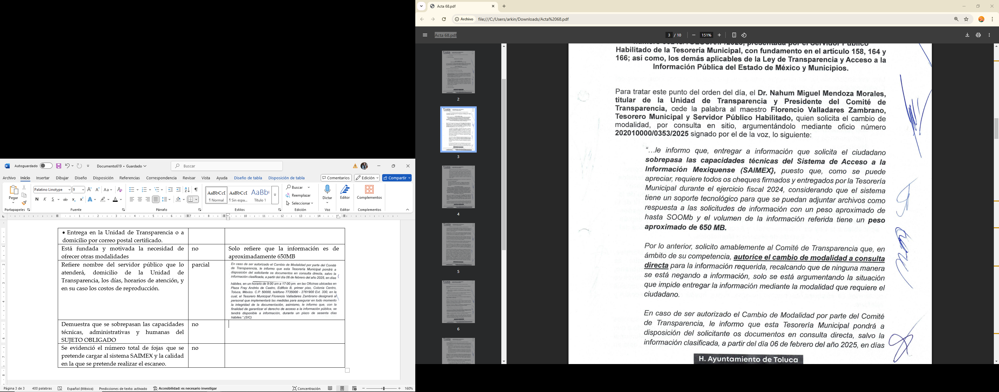 Autoguardado
Documento619 • Guardado
Buscar
Archivo Inicio Insertar Dibujar Diseño Disposición Referencias Correspondencia Revisar Vista Ayuda Diseño de tabla Disposición de tabla Comentarios Edición Compartir
Pegar
Palatino Linotype 9
N K S ab
AaBbCcI AaBbCcI AaBb(
¶ Normal ¶ Sin espa... Título 1
Buscar
Reemplazar
Seleccionar
Dictar
Editor
Complementos
Portapapeles Fuente Párrafo Estilos Edición Voz Editor Complementos
• Entrega en la Unidad de Transparencia o a
domicilio por correo postal certificado.
Está fundada y motivada la necesidad de
ofrecer otras modalidades
no
Solo refiere que la información es de
aproximadamente 650MB
Refiere nombre del servidor público que lo
atenderá, domicilio de la Unidad de
Transparencia, los días, horarios de atención, y
en su caso los costos de reproducción.
parcial
En caso de ser autorizado el Cambio de Modalidad por parte del Comité
de Transparencia, le informo que esta Tesorería Municipal pondrá a
disposición del solicitante os documentos en consulta directa, salvo la
información clasificada, a partir del día 06 de febrero del año 2025, en días
hábiles, en un horario de 9:00 am a 17:00 pm. en las Oficinas ubicadas en
Plaza Fray Andrés de Castro, Edificio B, primer piso, Colonia Centro,
Toluca, México. C.P. 50000, teléfono 7735000 - 2761900 Ext. 330, en la
cual, el Tesorero Municipal Florencio Valladares Zambrano designará al
personal que implementará las medidas para asegurar en todo momento
la integridad de la documentación, asimismo, le informo que, con la
finalidad de garantizar el derecho de acceso a la información pública, se
tendrá disponible a información, durante un plazo de sesenta días
hábiles.".(SIC)
Demuestra que se sobrepasan las capacidades
técnicas, administrativas y humanas del
SUJETO OBLIGADO
no
Se evidenció el número total de fojas que se
pretende cargar al sistema SAIMEX y la calidad
en la que se pretende realizar el escaneo.
no
Página 3 de 3 400 palabras Español (México) Predicciones de texto: activado Accesibilidad: es necesario investigar Concentración 160%
Acta 68.pdf
Archivo file:///C:/Users/arkin/Downloads/Acta%2068.pdf
Acta 68.pdf
3 / 10
151%
2
3
4
5
6
Habilitado de la Tesorería Municipal, con fundamento en el artículo 158, 164 y
166; así como, los demás aplicables de la Ley de Transparencia y Acceso a la
Información Pública del Estado de México y Municipios.
Para tratar este punto del orden del día, el Dr. Nahum Miguel Mendoza Morales,
titular de la Unidad de Transparencia y Presidente del Comité de
Transparencia, cede la palabra al maestro Florencio Valladares Zambrano,
Tesorero Municipal y Servidor Público Habilitado, quien solicita el cambio de
modalidad, por consulta en sitio, argumentándolo mediante oficio número
202010000/0353/2025 signado por el de la voz, lo siguiente:
“...le informo que, entregar a información que solicita el ciudadano
sobrepasa las capacidades técnicas del Sistema de Acceso a la
Información Mexiquense (SAIMEX}, puesto que, como se puede
apreciar, requiere todos os cheques firmados y entregados por la Tesorería
Municipal durante el ejercicio fiscal 2024, considerando que el sistema
tiene un soporte tecnológico para que se puedan adjuntar archivos como
respuesta a las solicitudes de información con un peso aproximado de
hasta SOOMb y el volumen de la información referida tiene un peso
aproximado de 650 MB.
Por lo anterior, solicito amablemente al Comité de Transparencia que, en
ámbito de su competencia, autorice el cambio de modalidad a consulta
directa para la información requerida, recalcando que de ninguna manera
se está negando a información, solo se está argumentando la situación
que impide entregar la información mediante la modalidad que requiere el
ciudadano.
En caso de ser autorizado el Cambio de Modalidad por parte del Comité
de Transparencia, le informo que esta Tesorería Municipal pondrá a
disposición del solicitante os documentos en consulta directa, salvo la
información clasificada, a partir del día 06 de febrero del año 2025, en días
H. Ayuntamiento de Toluca